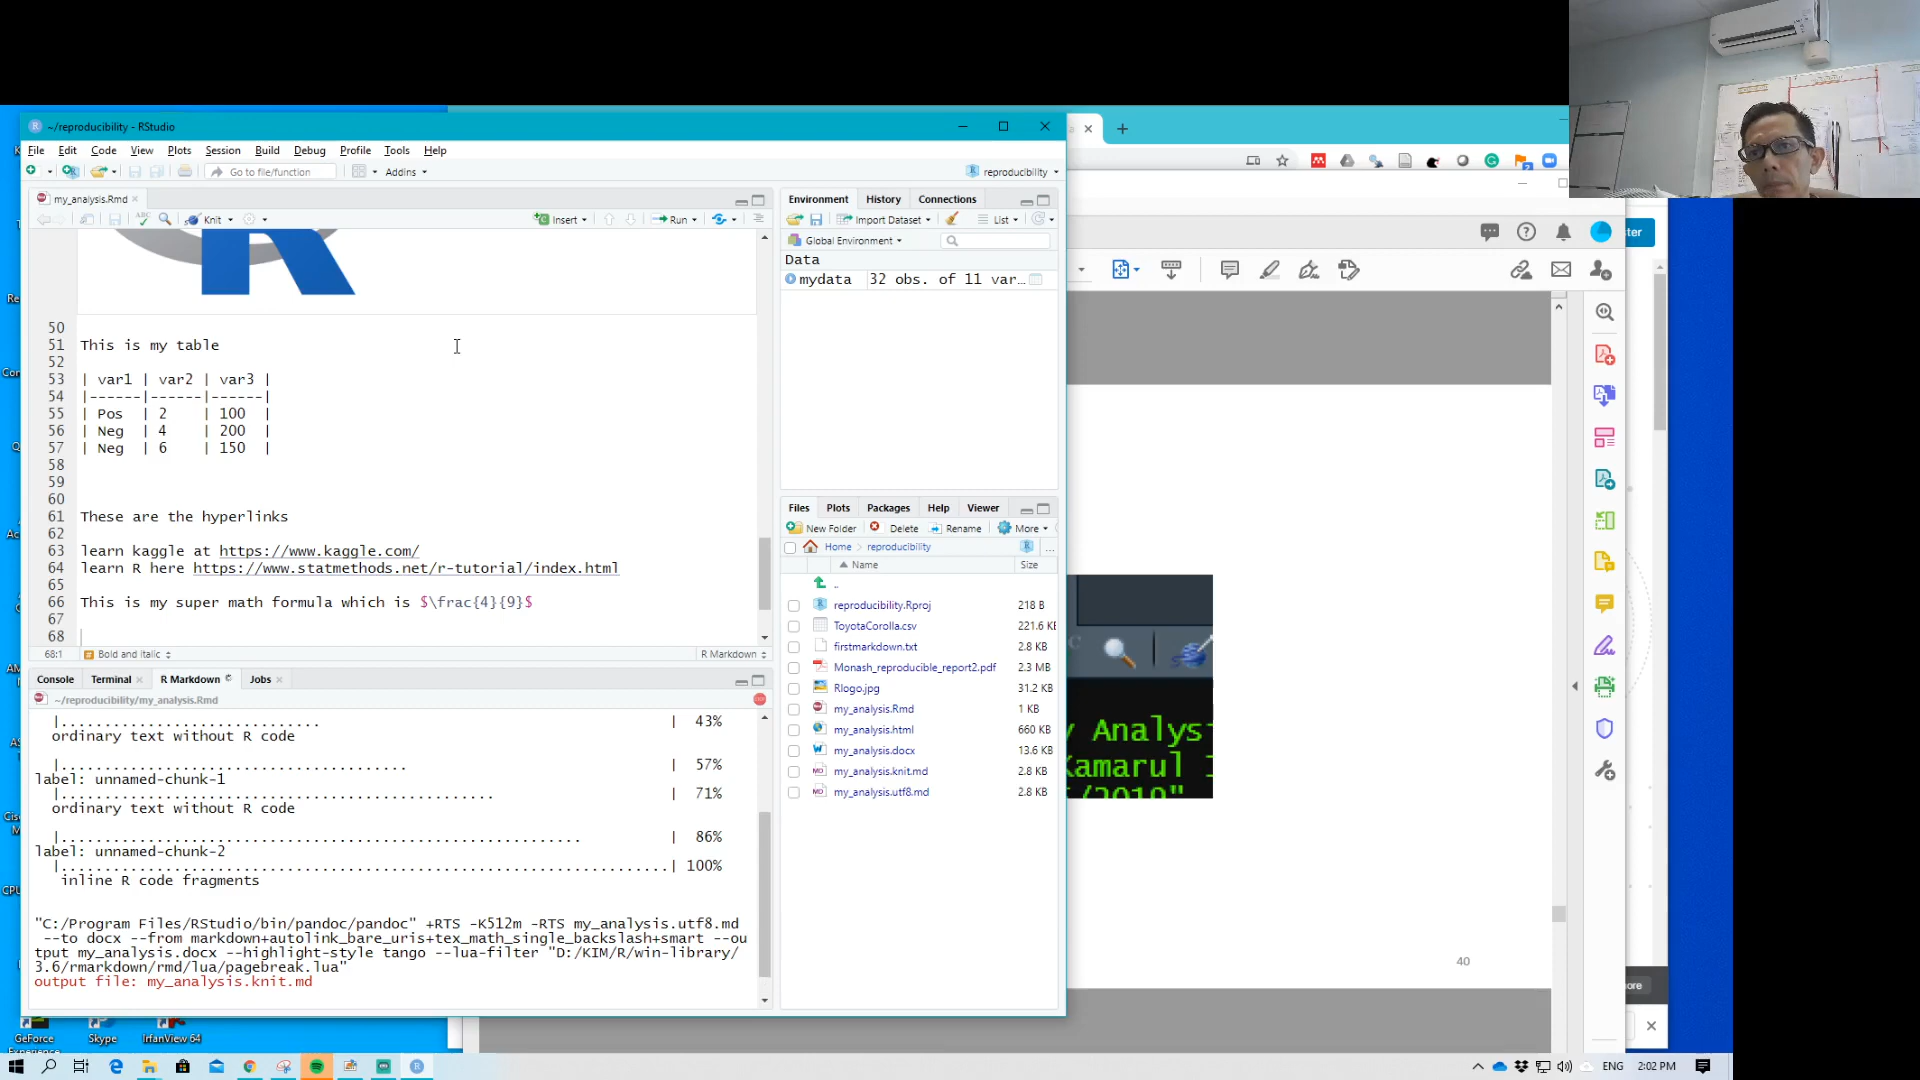 ~/reproducibility - RStudio
File Edit Code View Plots Session Build Debug Profile Tools Help
Go to file/function
Addins
reproducibility
my_analysis.Rmd
Knit
Insert
Run
50
51 This is my table
52
53 | var1 | var2 | var3 |
54 |------|------|------|
55 | Pos | 2 | 100 |
56 | Neg | 4 | 200 |
57 | Neg | 6 | 150 |
58
59
60
61 These are the hyperlinks
62
63 learn kaggle at https://www.kaggle.com/
64 learn R here https://www.statmethods.net/r-tutorial/index.html
65
66 This is my super math formula which is $\frac{4}{9}$
67
68
68:1 Bold and Italic R Markdown
Console Terminal R Markdown Jobs
~/reproducibility/my_analysis.Rmd
|.............................. | 43%
ordinary text without R code
|........................................ | 57%
label: unnamed-chunk-1
|.................................................. | 71%
ordinary text without R code
|............................................................ | 86%
label: unnamed-chunk-2
|......................................................................| 100%
inline R code fragments
"C:/Program Files/RStudio/bin/pandoc/pandoc" +RTS -K512m -RTS my_analysis.utf8.md
--to docx --from markdown+autolink_bare_uris+tex_math_single_backslash+smart --ou
tput my_analysis.docx --highlight-style tango --lua-filter "D:/KIM/R/win-library/
3.6/rmarkdown/rmd/lua/pagebreak.lua"
output file: my_analysis.knit.md
Environment History Connections
Import Dataset
List
Global Environment
Data
mydata 32 obs. of 11 var...
Files Plots Packages Help Viewer
New Folder Delete Rename More
Home reproducibility ...
Name Size
..
reproducibility.Rproj 218 B
ToyotaCorolla.csv 221.6 KE
firstmarkdown.txt 2.8 KB
Monash_reproducible_report2.pdf 2.3 MB
Rlogo.jpg 31.2 KB
my_analysis.Rmd 1 KB
my_analysis.html 660 KB
my_analysis.docx 13.6 KB
my_analysis.knit.md 2.8 KB
my_analysis.utf8.md 2.8 KB
ter
y Analys
Kamarul
/2019"
40
ore
GeForce
Experience
Skype
IrfanView 64
ENG 2:02 PM